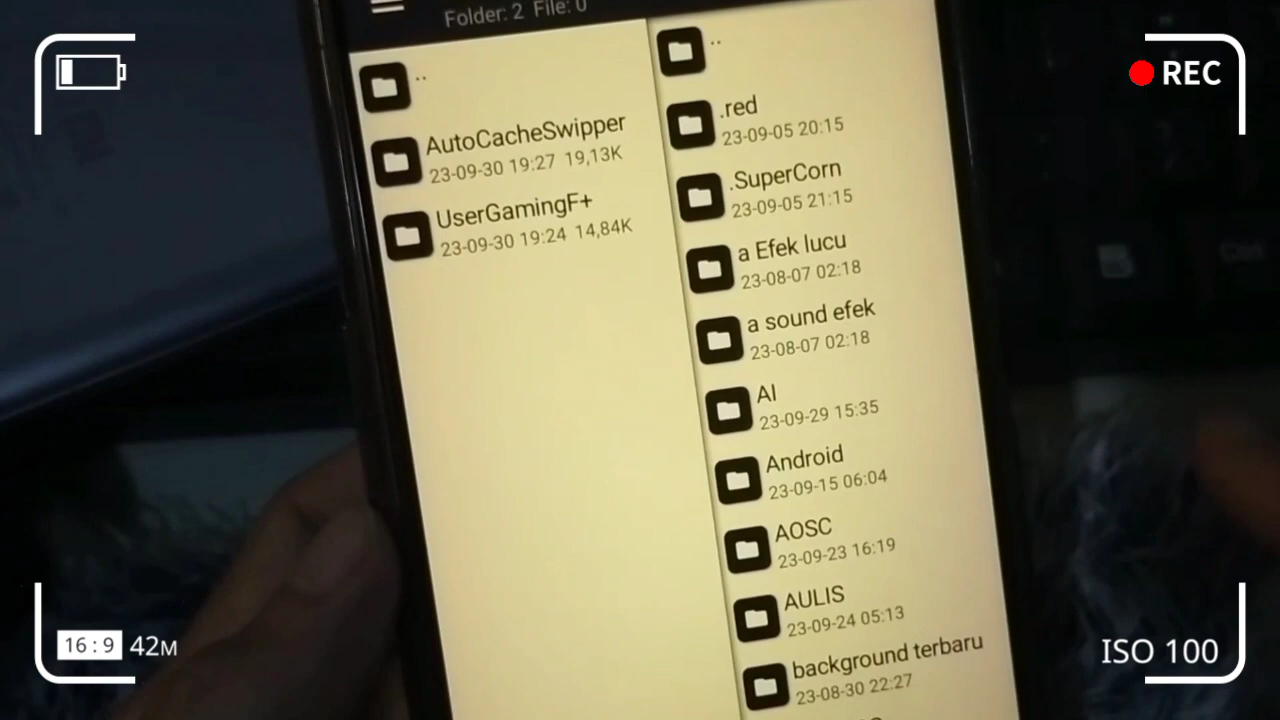 Folder: 2 File: 0
REC
..
AutoCacheSwipper
23-09-30 19:27 19,13K
UserGamingF+
23-09-30 19:24 14,84K
..
.red
23-09-05 20:15
.SuperCorn
23-09-05 21:15
a Efek lucu
23-08-07 02:18
a sound efek
23-08-07 02:18
AI
23-09-29 15:35
Android
23-09-15 06:04
AOSC
23-09-23 16:19
AULIS
23-09-24 05:13
background terbaru
23-08-30 22:27
16:9 42M
ISO 100